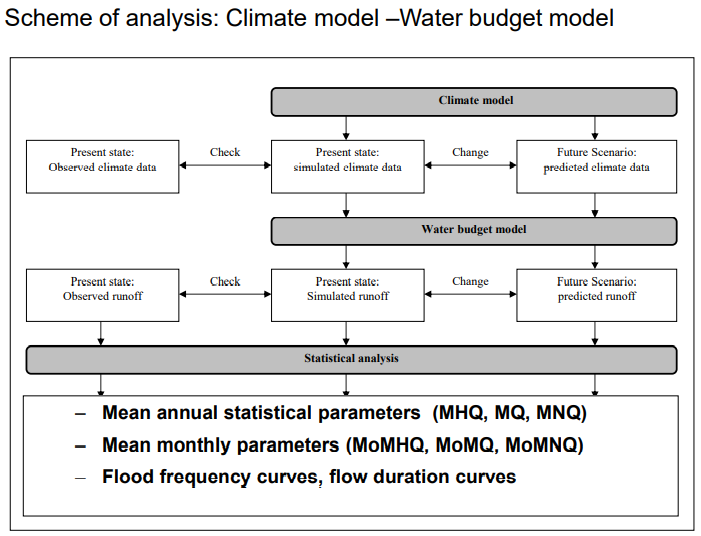 Scheme of analysis: Climate model –Water budget model
Climate model
Present state:
Observed climate data
Check
Present state:
simulated climate data
Change
Future Scenario:
predicted climate data
Water budget model
Present state:
Observed runoff
Check
Present state:
Simulated runoff
Change
Future Scenario:
predicted runoff
Statistical analysis
– Mean annual statistical parameters (MHQ, MQ, MNQ)
– Mean monthly parameters (MoMHQ, MoMQ, MoMNQ)
– Flood frequency curves, flow duration curves